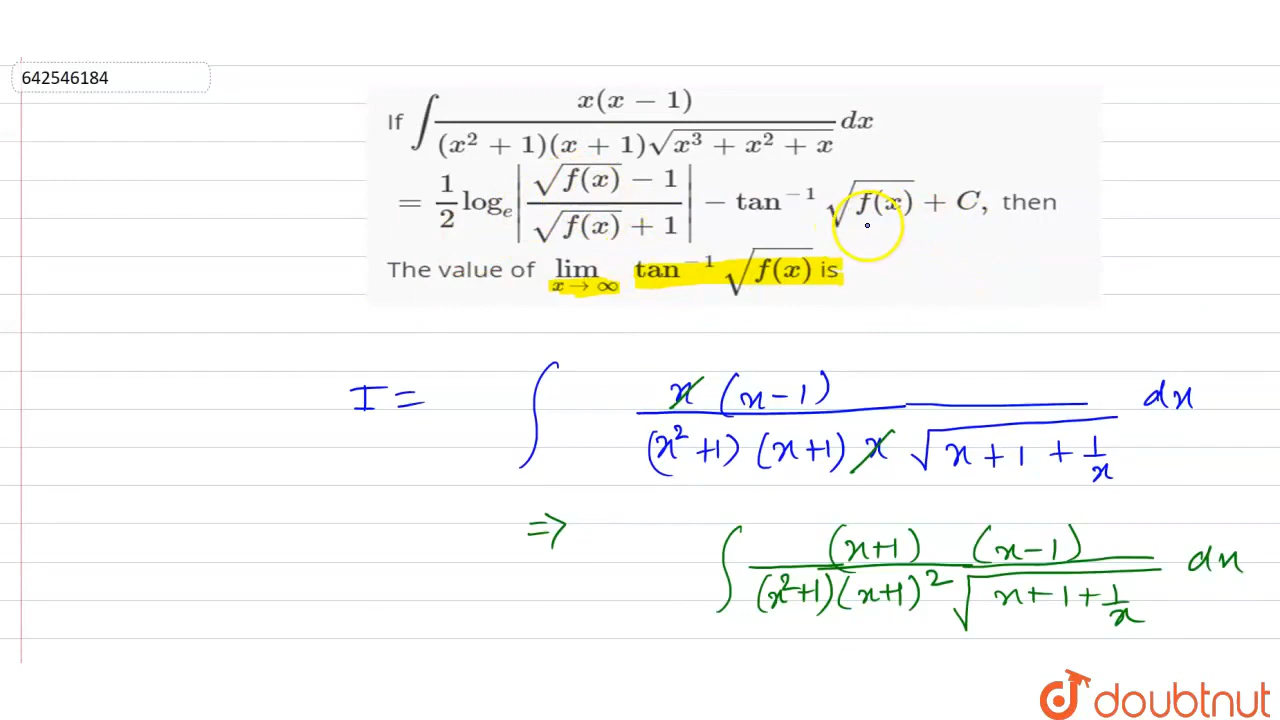 642546184
If ∫ x(x − 1) / ((x² + 1)(x + 1)√(x³ + x² + x)) dx
= 1/2 logₑ |(√f(x) − 1) / (√f(x) + 1)| − tan⁻¹ √f(x) + C, then
The value of lim x → ∞ tan⁻¹ √f(x) is
I = ∫ x (x−1) / ((x²+1) (x+1) x √(x + 1 + 1/x)) dx
⇒ ∫ (x+1) (x−1) / ((x²+1)(x+1)² √(x+1+1/x)) dx
doubtnut